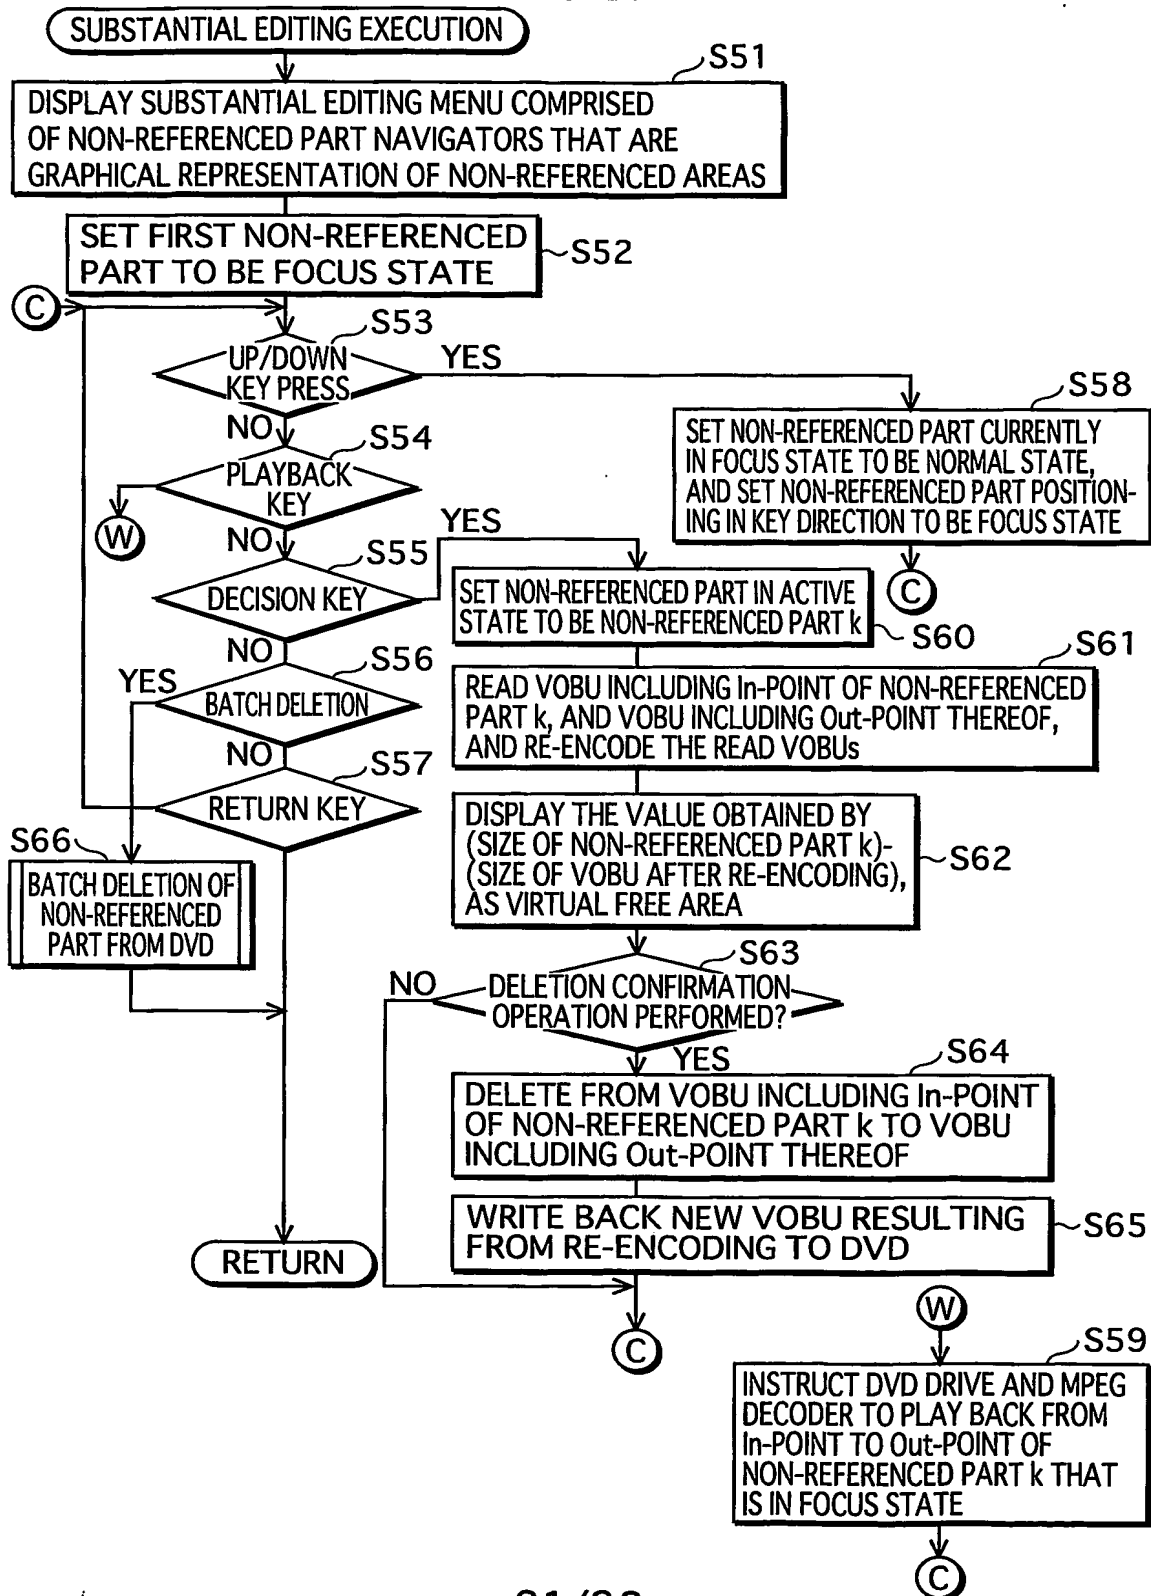 SUBSTANTIAL EDITING EXECUTION
S51
DISPLAY SUBSTANTIAL EDITING MENU COMPRISED
OF NON-REFERENCED PART NAVIGATORS THAT ARE
GRAPHICAL REPRESENTATION OF NON-REFERENCED AREAS
SET FIRST NON-REFERENCED
PART TO BE FOCUS STATE
S52
C
S53
UP/DOWN
KEY PRESS
YES
NO
S58
SET NON-REFERENCED PART CURRENTLY
IN FOCUS STATE TO BE NORMAL STATE,
AND SET NON-REFERENCED PART POSITION-
ING IN KEY DIRECTION TO BE FOCUS STATE
C
S54
PLAYBACK
KEY
W
NO
S55
DECISION KEY
YES
NO
SET NON-REFERENCED PART IN ACTIVE
STATE TO BE NON-REFERENCED PART k
S60
S56
BATCH DELETION
YES
NO
S61
READ VOBU INCLUDING In-POINT OF NON-REFERENCED
PART k, AND VOBU INCLUDING Out-POINT THEREOF,
AND RE-ENCODE THE READ VOBUs
S57
RETURN KEY
DISPLAY THE VALUE OBTAINED BY
(SIZE OF NON-REFERENCED PART k)-
(SIZE OF VOBU AFTER RE-ENCODING),
AS VIRTUAL FREE AREA
S62
S66
BATCH DELETION OF
NON-REFERENCED
PART FROM DVD
S63
DELETION CONFIRMATION
OPERATION PERFORMED?
NO
YES
S64
DELETE FROM VOBU INCLUDING In-POINT
OF NON-REFERENCED PART k TO VOBU
INCLUDING Out-POINT THEREOF
WRITE BACK NEW VOBU RESULTING
FROM RE-ENCODING TO DVD
S65
RETURN
C
W
S59
INSTRUCT DVD DRIVE AND MPEG
DECODER TO PLAY BACK FROM
In-POINT TO Out-POINT OF
NON-REFERENCED PART k THAT
IS IN FOCUS STATE
C